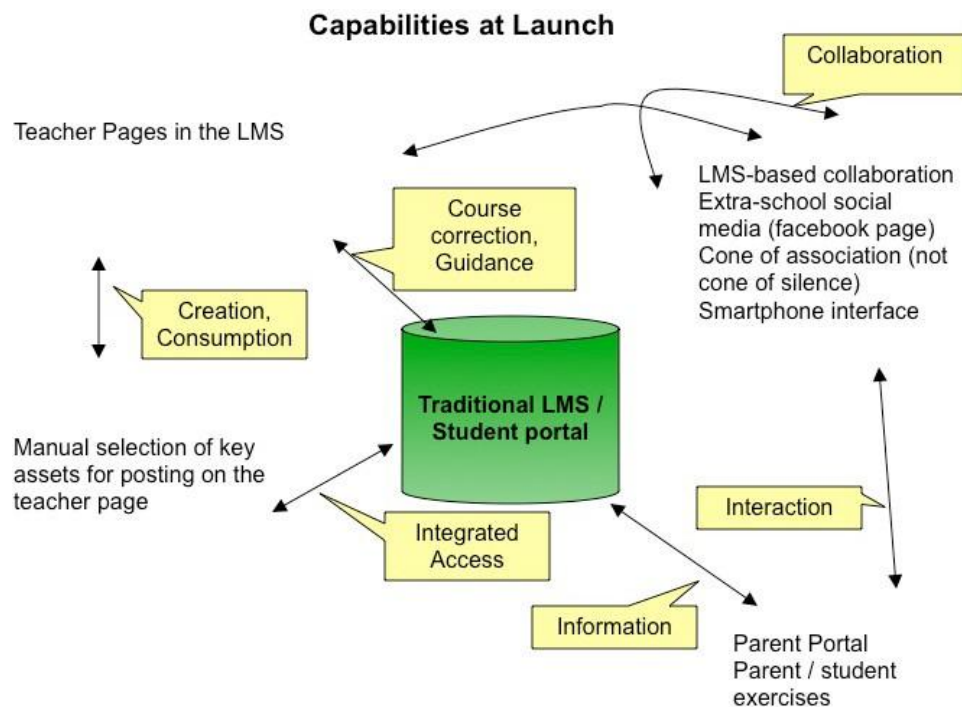 Capabilities at Launch
Collaboration
Teacher Pages in the LMS
LMS-based collaboration
Extra-school social
media (facebook page)
Cone of association (not
cone of silence)
Smartphone interface
Course
correction,
Guidance
Creation,
Consumption
Traditional LMS /
Student portal
Manual selection of key
assets for posting on the
teacher page
Integrated
Access
Interaction
Information
Parent Portal
Parent / student
exercises